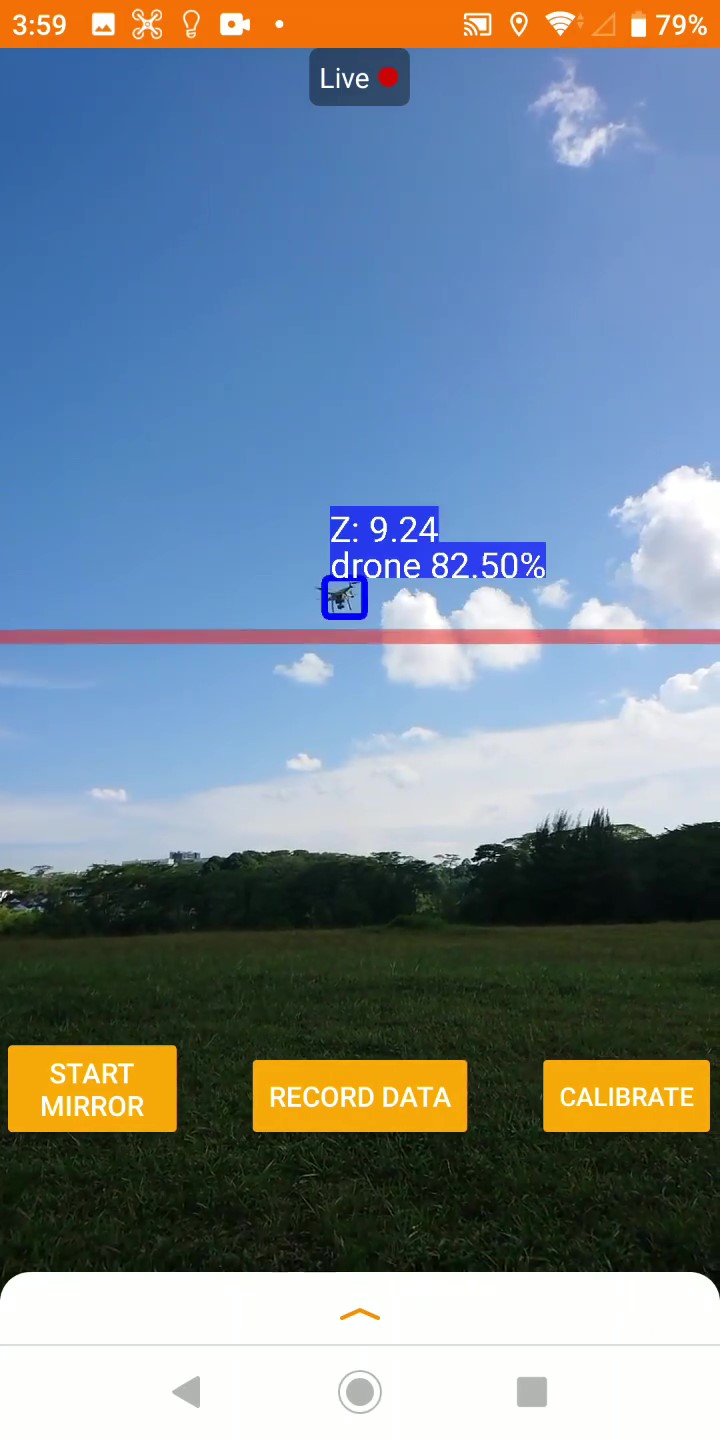 3:59
79%
Live
Z: 9.24
drone 82.50%
START
MIRROR
RECORD DATA
CALIBRATE